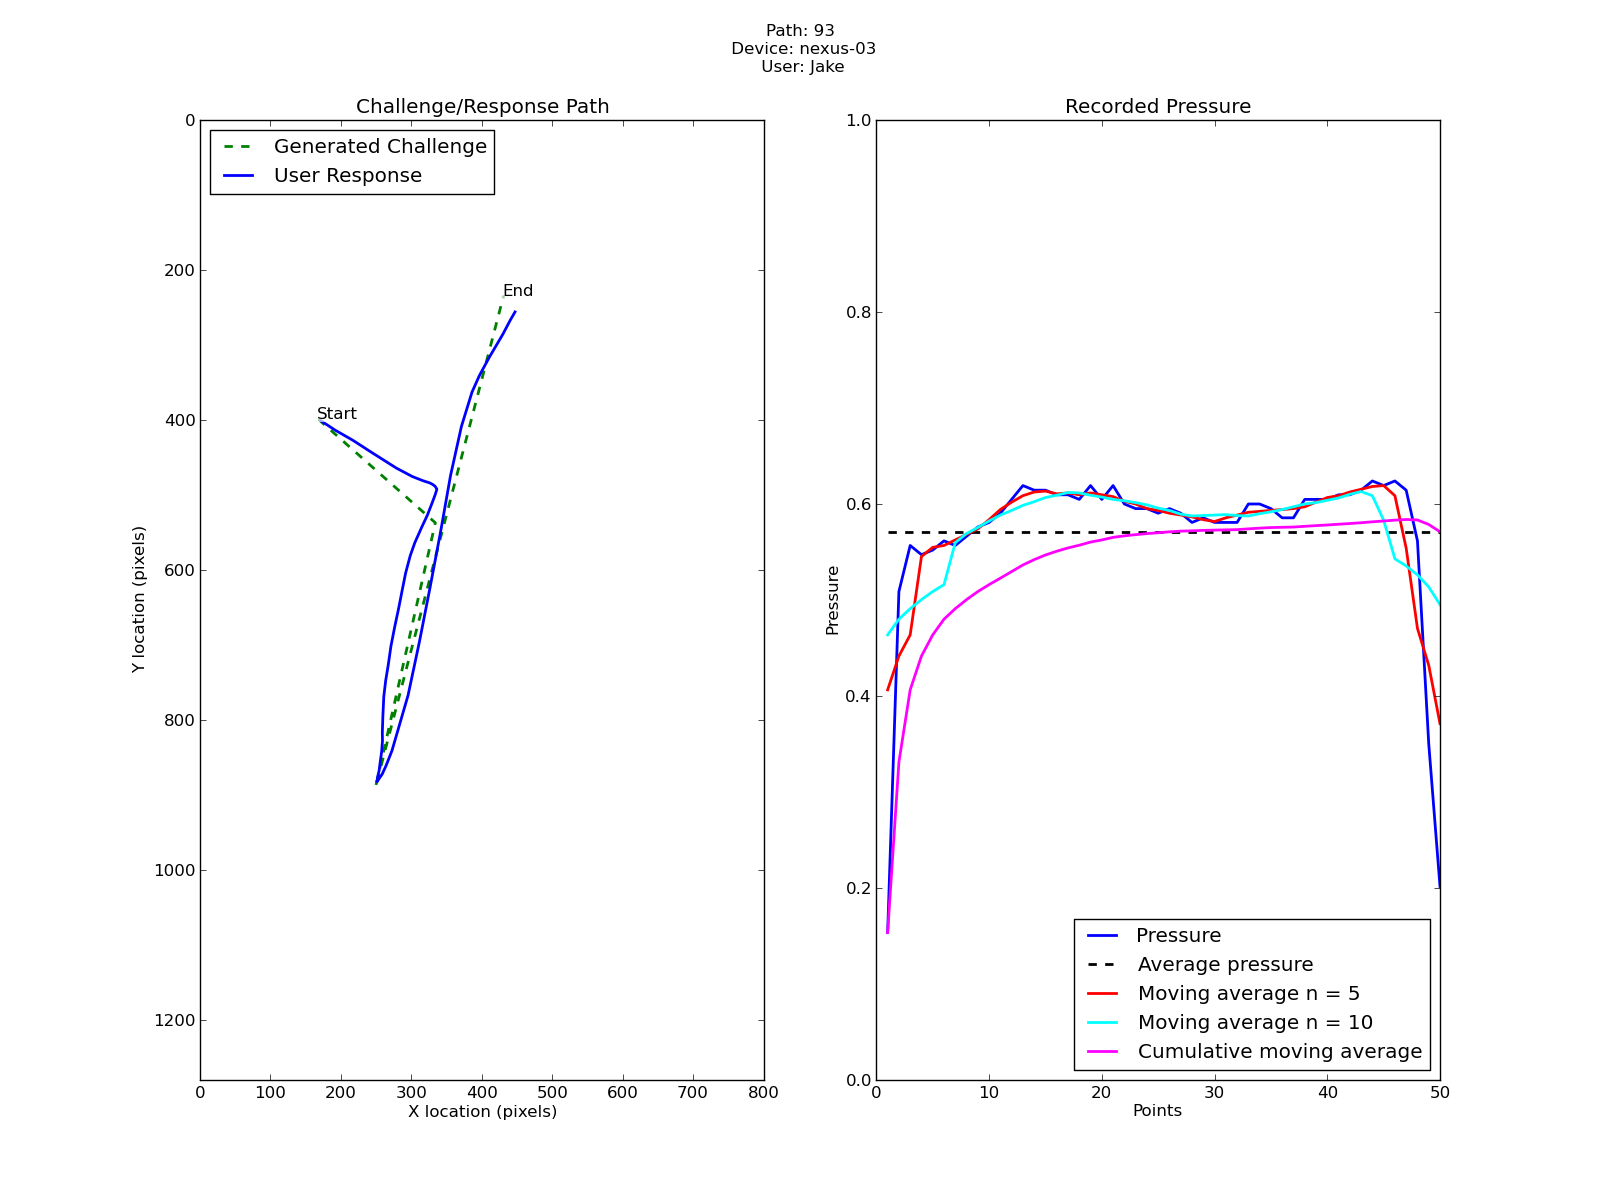 Path: 93
Device: nexus-03
User: Jake
Challenge/Response Path
Generated Challenge
User Response
0
200
400
600
800
1000
1200
Y location (pixels)
Start
End
0 100 200 300 400 500 600 700 800
X location (pixels)
Recorded Pressure
1.0
0.8
0.6
0.4
0.2
0.0
Pressure
Pressure
Average pressure
Moving average n = 5
Moving average n = 10
Cumulative moving average
0 10 20 30 40 50
Points